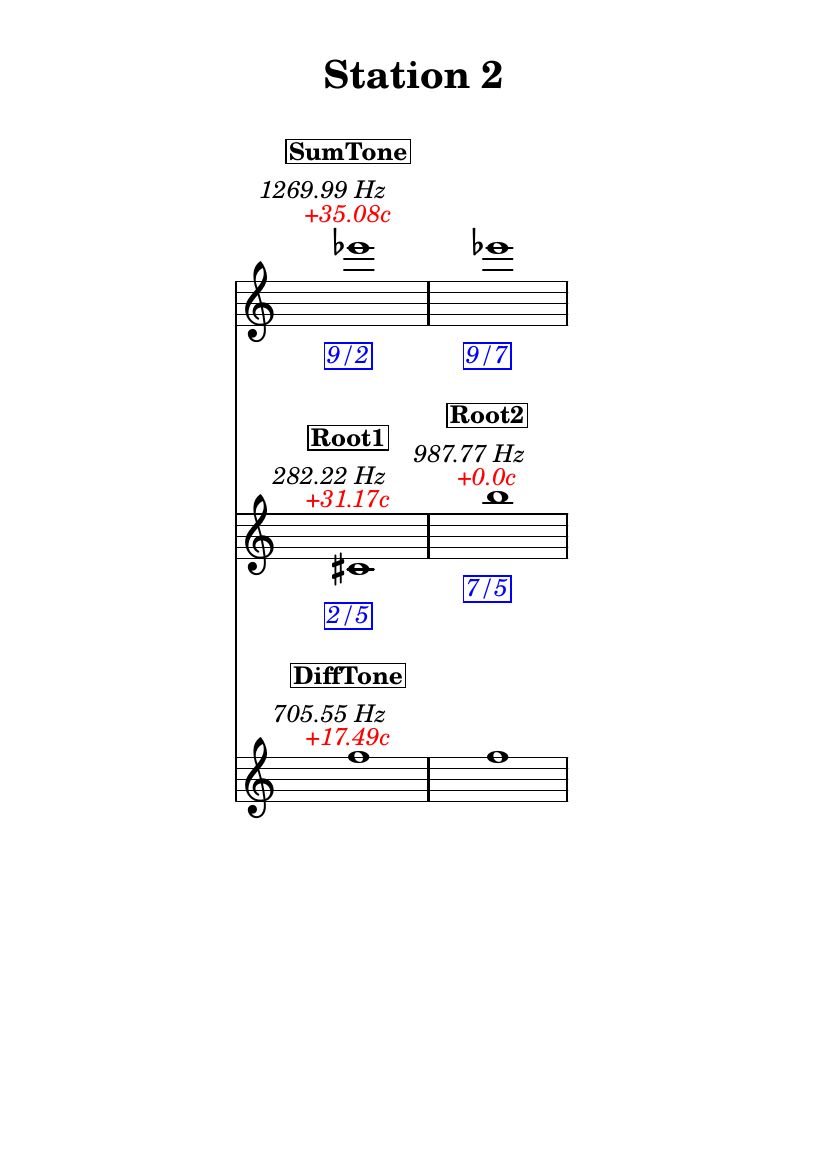 Station 2
SumTone
1269.99 Hz
+35.08c
9/2
9/7
Root1
282.22 Hz
+31.17c
2/5
Root2
987.77 Hz
+0.0c
7/5
DiffTone
705.55 Hz
+17.49c